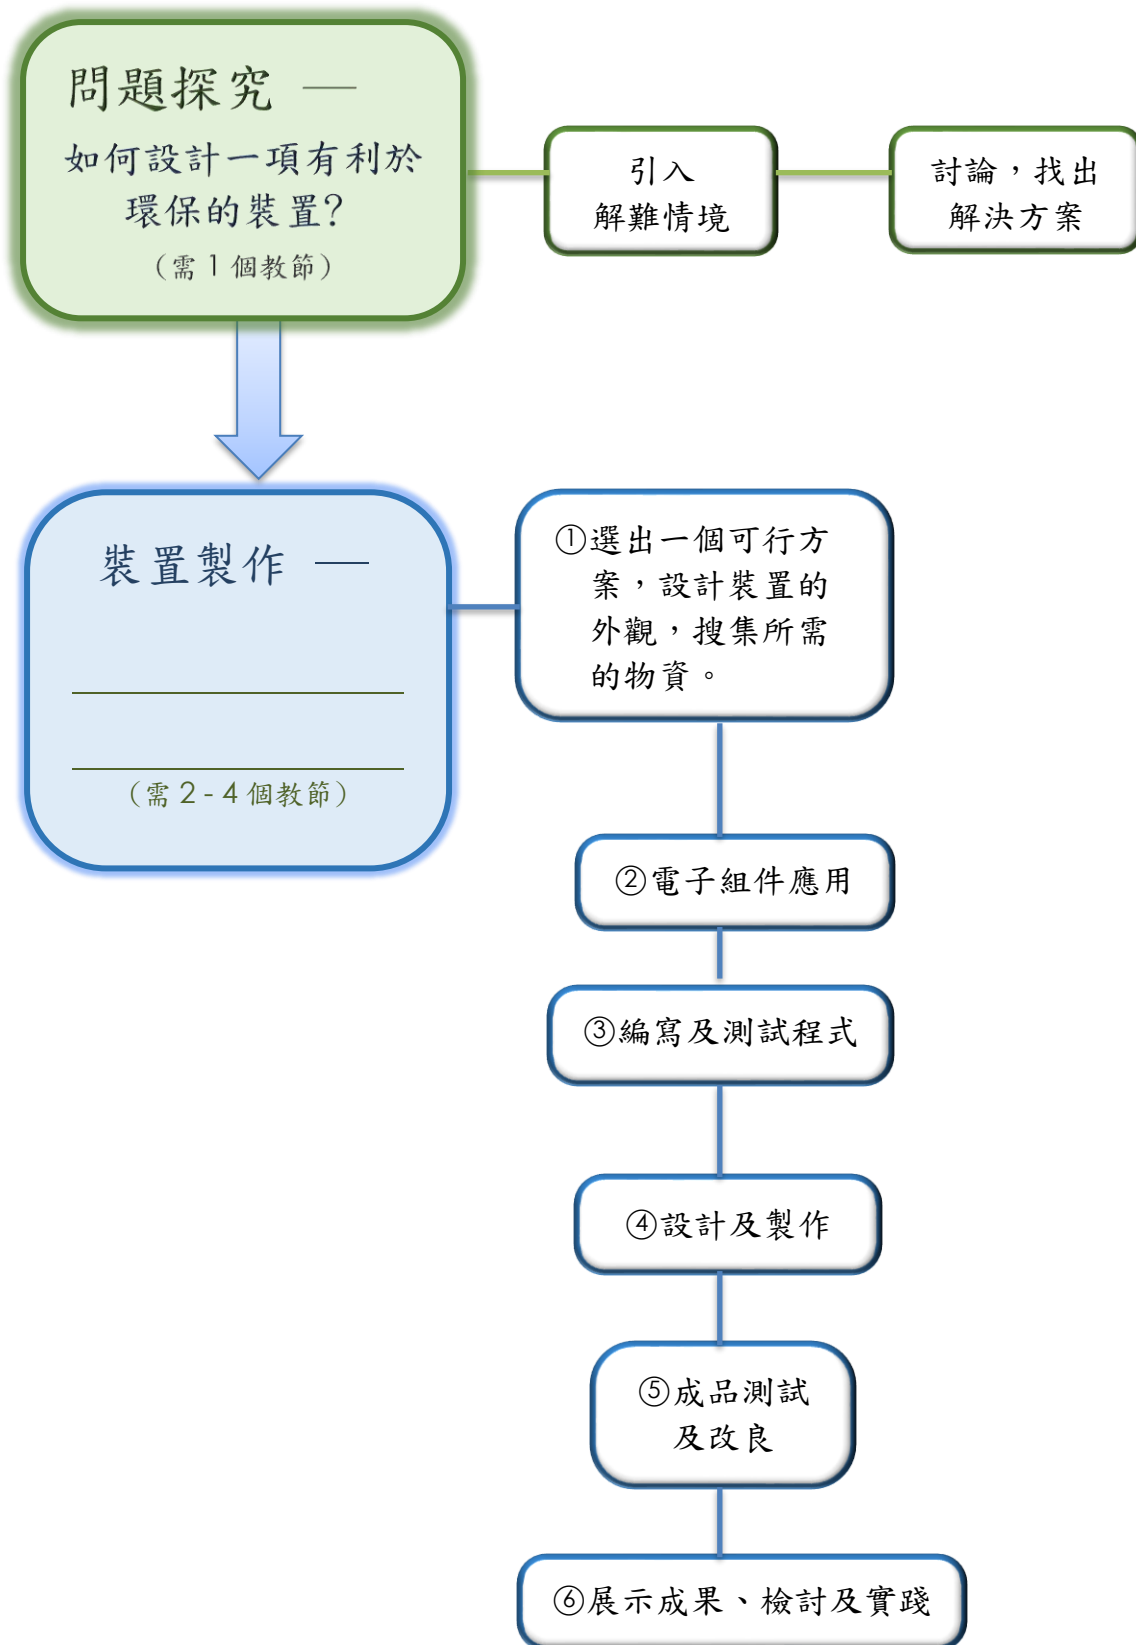 問題探究 —
如何設計一項有利於
環保的裝置?
（需 1 個教節）
引入
解難情境
討論，找出
解決方案
裝置製作 —
（需 2 - 4 個教節）
①選出一個可行方
案，設計裝置的
外觀，搜集所需
的物資。
②電子組件應用
③編寫及測試程式
④設計及製作
⑤成品測試
及改良
⑥展示成果、檢討及實踐